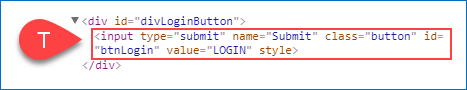 <div id="divLoginButton">
T
<input type="submit" name="Submit" class="button" id=
"btnLogin" value="LOGIN" style>
</div>